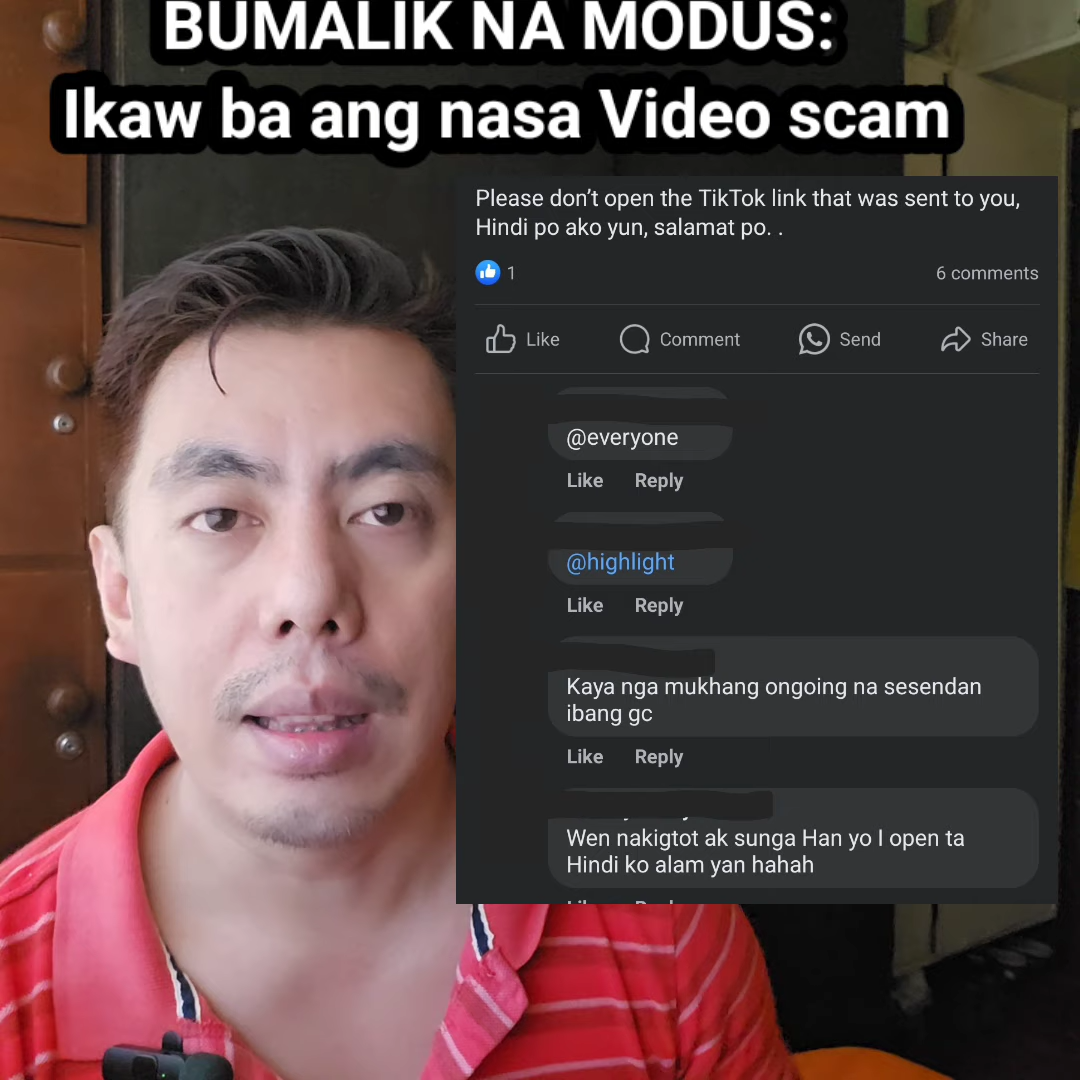 BUMALIK NA MODUS:
Ikaw ba ang nasa Video scam
Please don’t open the TikTok link that was sent to you,
Hindi po ako yun, salamat po. .
1
6 comments
Like
Comment
Send
Share
@everyone
Like Reply
@highlight
Like Reply
Kaya nga mukhang ongoing na sesendan
ibang gc
Like Reply
Wen nakigtot ak sunga Han yo I open ta
Hindi ko alam yan hahah